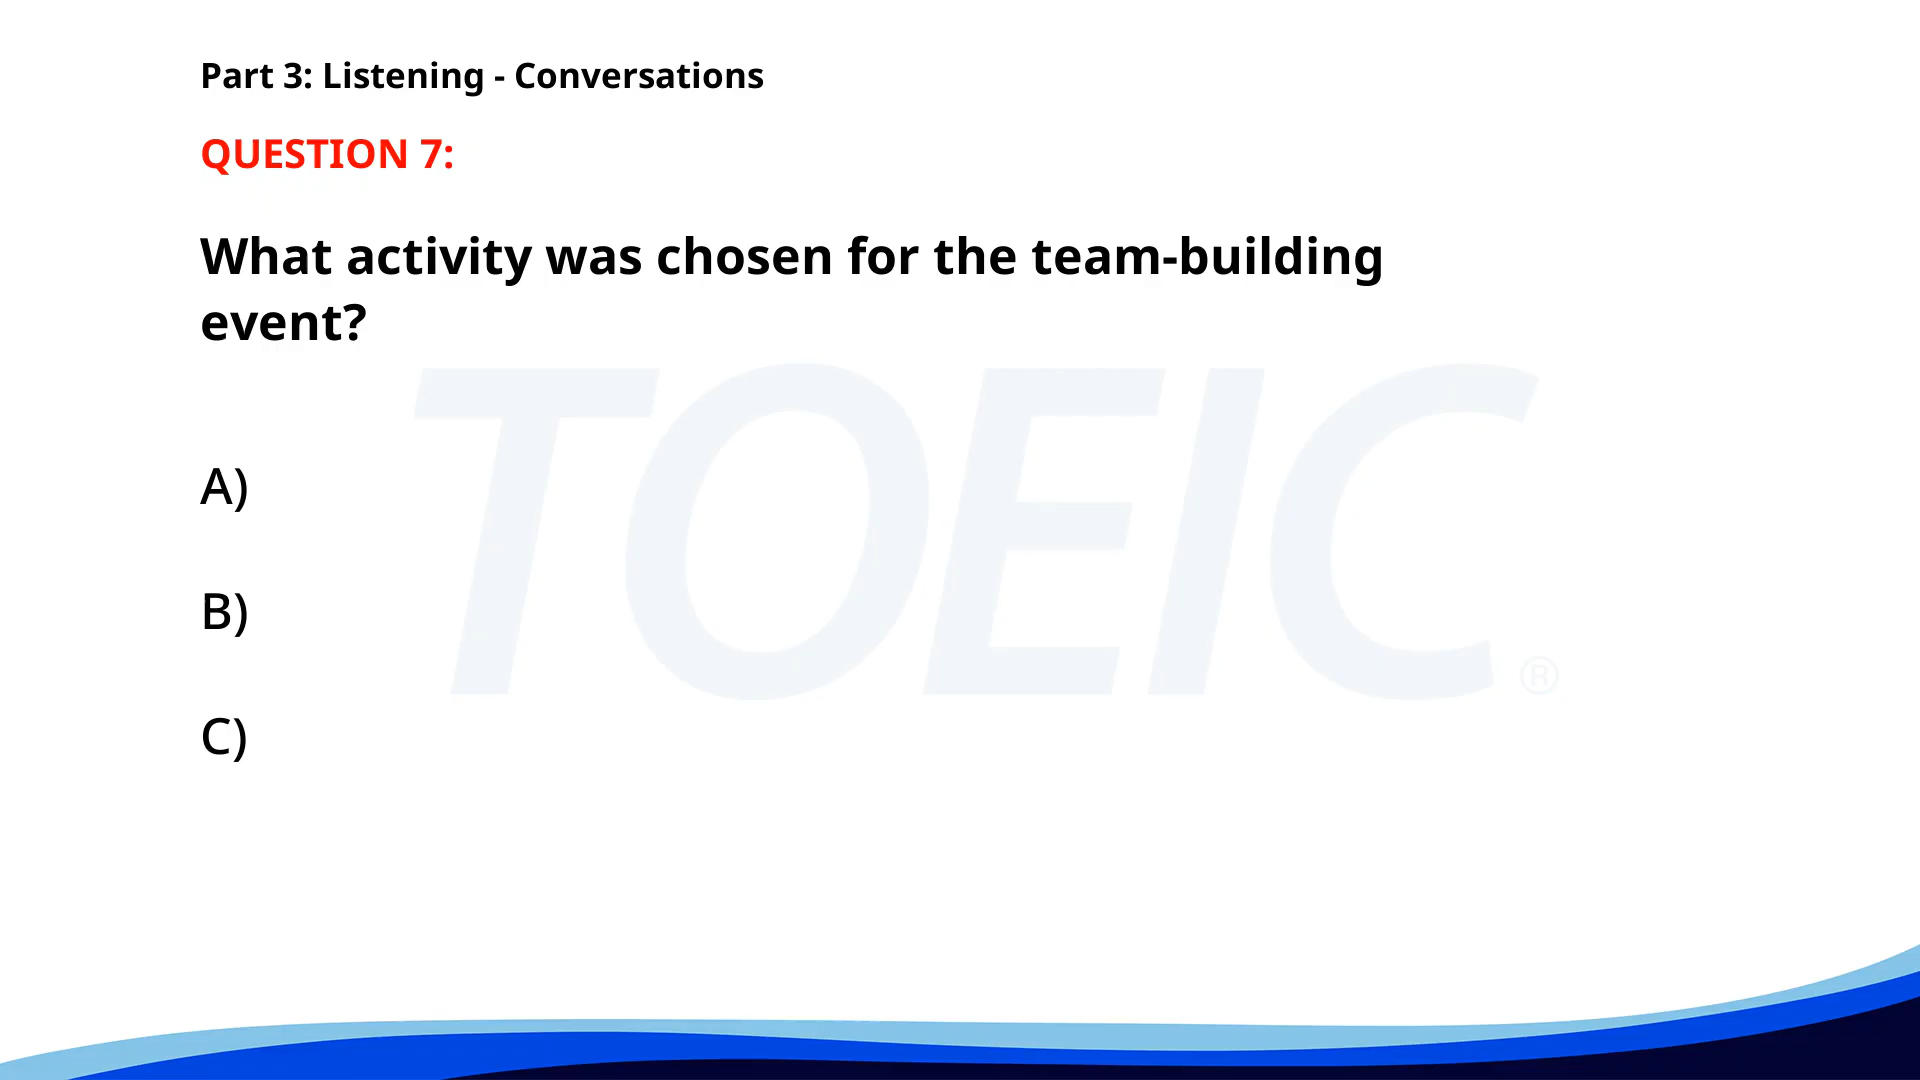 Part 3: Listening - Conversations
QUESTION 7:
What activity was chosen for the team-building
event?
TOEIC®
A)
B)
C)